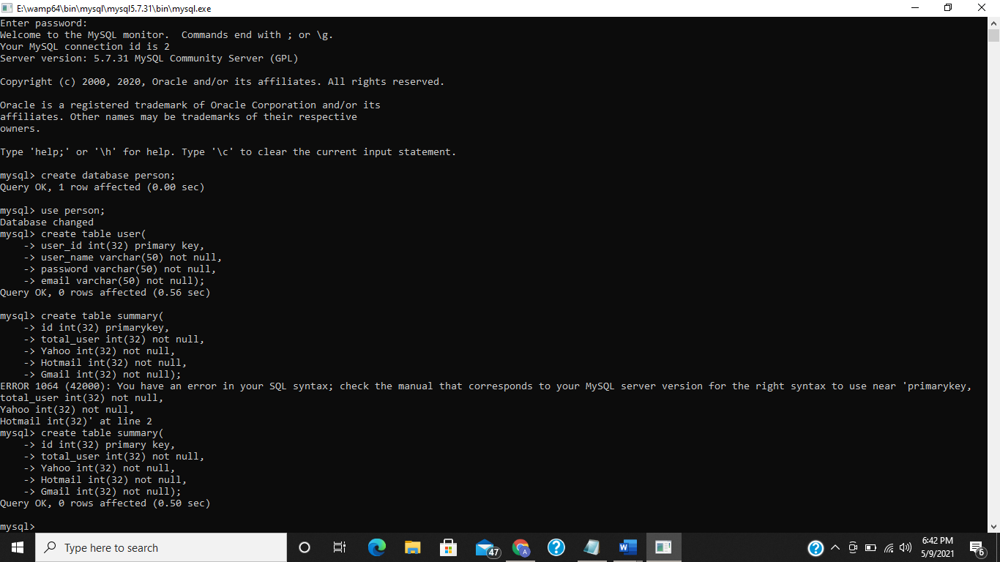 E:\wamp64\bin\mysql\mysql5.7.31\bin\mysql.exe
Enter password:
Welcome to the MySQL monitor.  Commands end with ; or \g.
Your MySQL connection id is 2
Server version: 5.7.31 MySQL Community Server (GPL)

Copyright (c) 2000, 2020, Oracle and/or its affiliates. All rights reserved.

Oracle is a registered trademark of Oracle Corporation and/or its
affiliates. Other names may be trademarks of their respective
owners.

Type 'help;' or '\h' for help. Type '\c' to clear the current input statement.

mysql> create database person;
Query OK, 1 row affected (0.00 sec)

mysql> use person;
Database changed
mysql> create table user(
    -> user_id int(32) primary key,
    -> user_name varchar(50) not null,
    -> password varchar(50) not null,
    -> email varchar(50) not null);
Query OK, 0 rows affected (0.56 sec)

mysql> create table summary(
    -> id int(32) primarykey,
    -> total_user int(32) not null,
    -> Yahoo int(32) not null,
    -> Hotmail int(32) not null,
    -> Gmail int(32) not null);
ERROR 1064 (42000): You have an error in your SQL syntax; check the manual that corresponds to your MySQL server version for the right syntax to use near 'primarykey,
total_user int(32) not null,
Yahoo int(32) not null,
Hotmail int(32)' at line 2
mysql> create table summary(
    -> id int(32) primary key,
    -> total_user int(32) not null,
    -> Yahoo int(32) not null,
    -> Hotmail int(32) not null,
    -> Gmail int(32) not null);
Query OK, 0 rows affected (0.50 sec)

mysql>
Type here to search
47
A
W
6:42 PM
5/9/2021
6